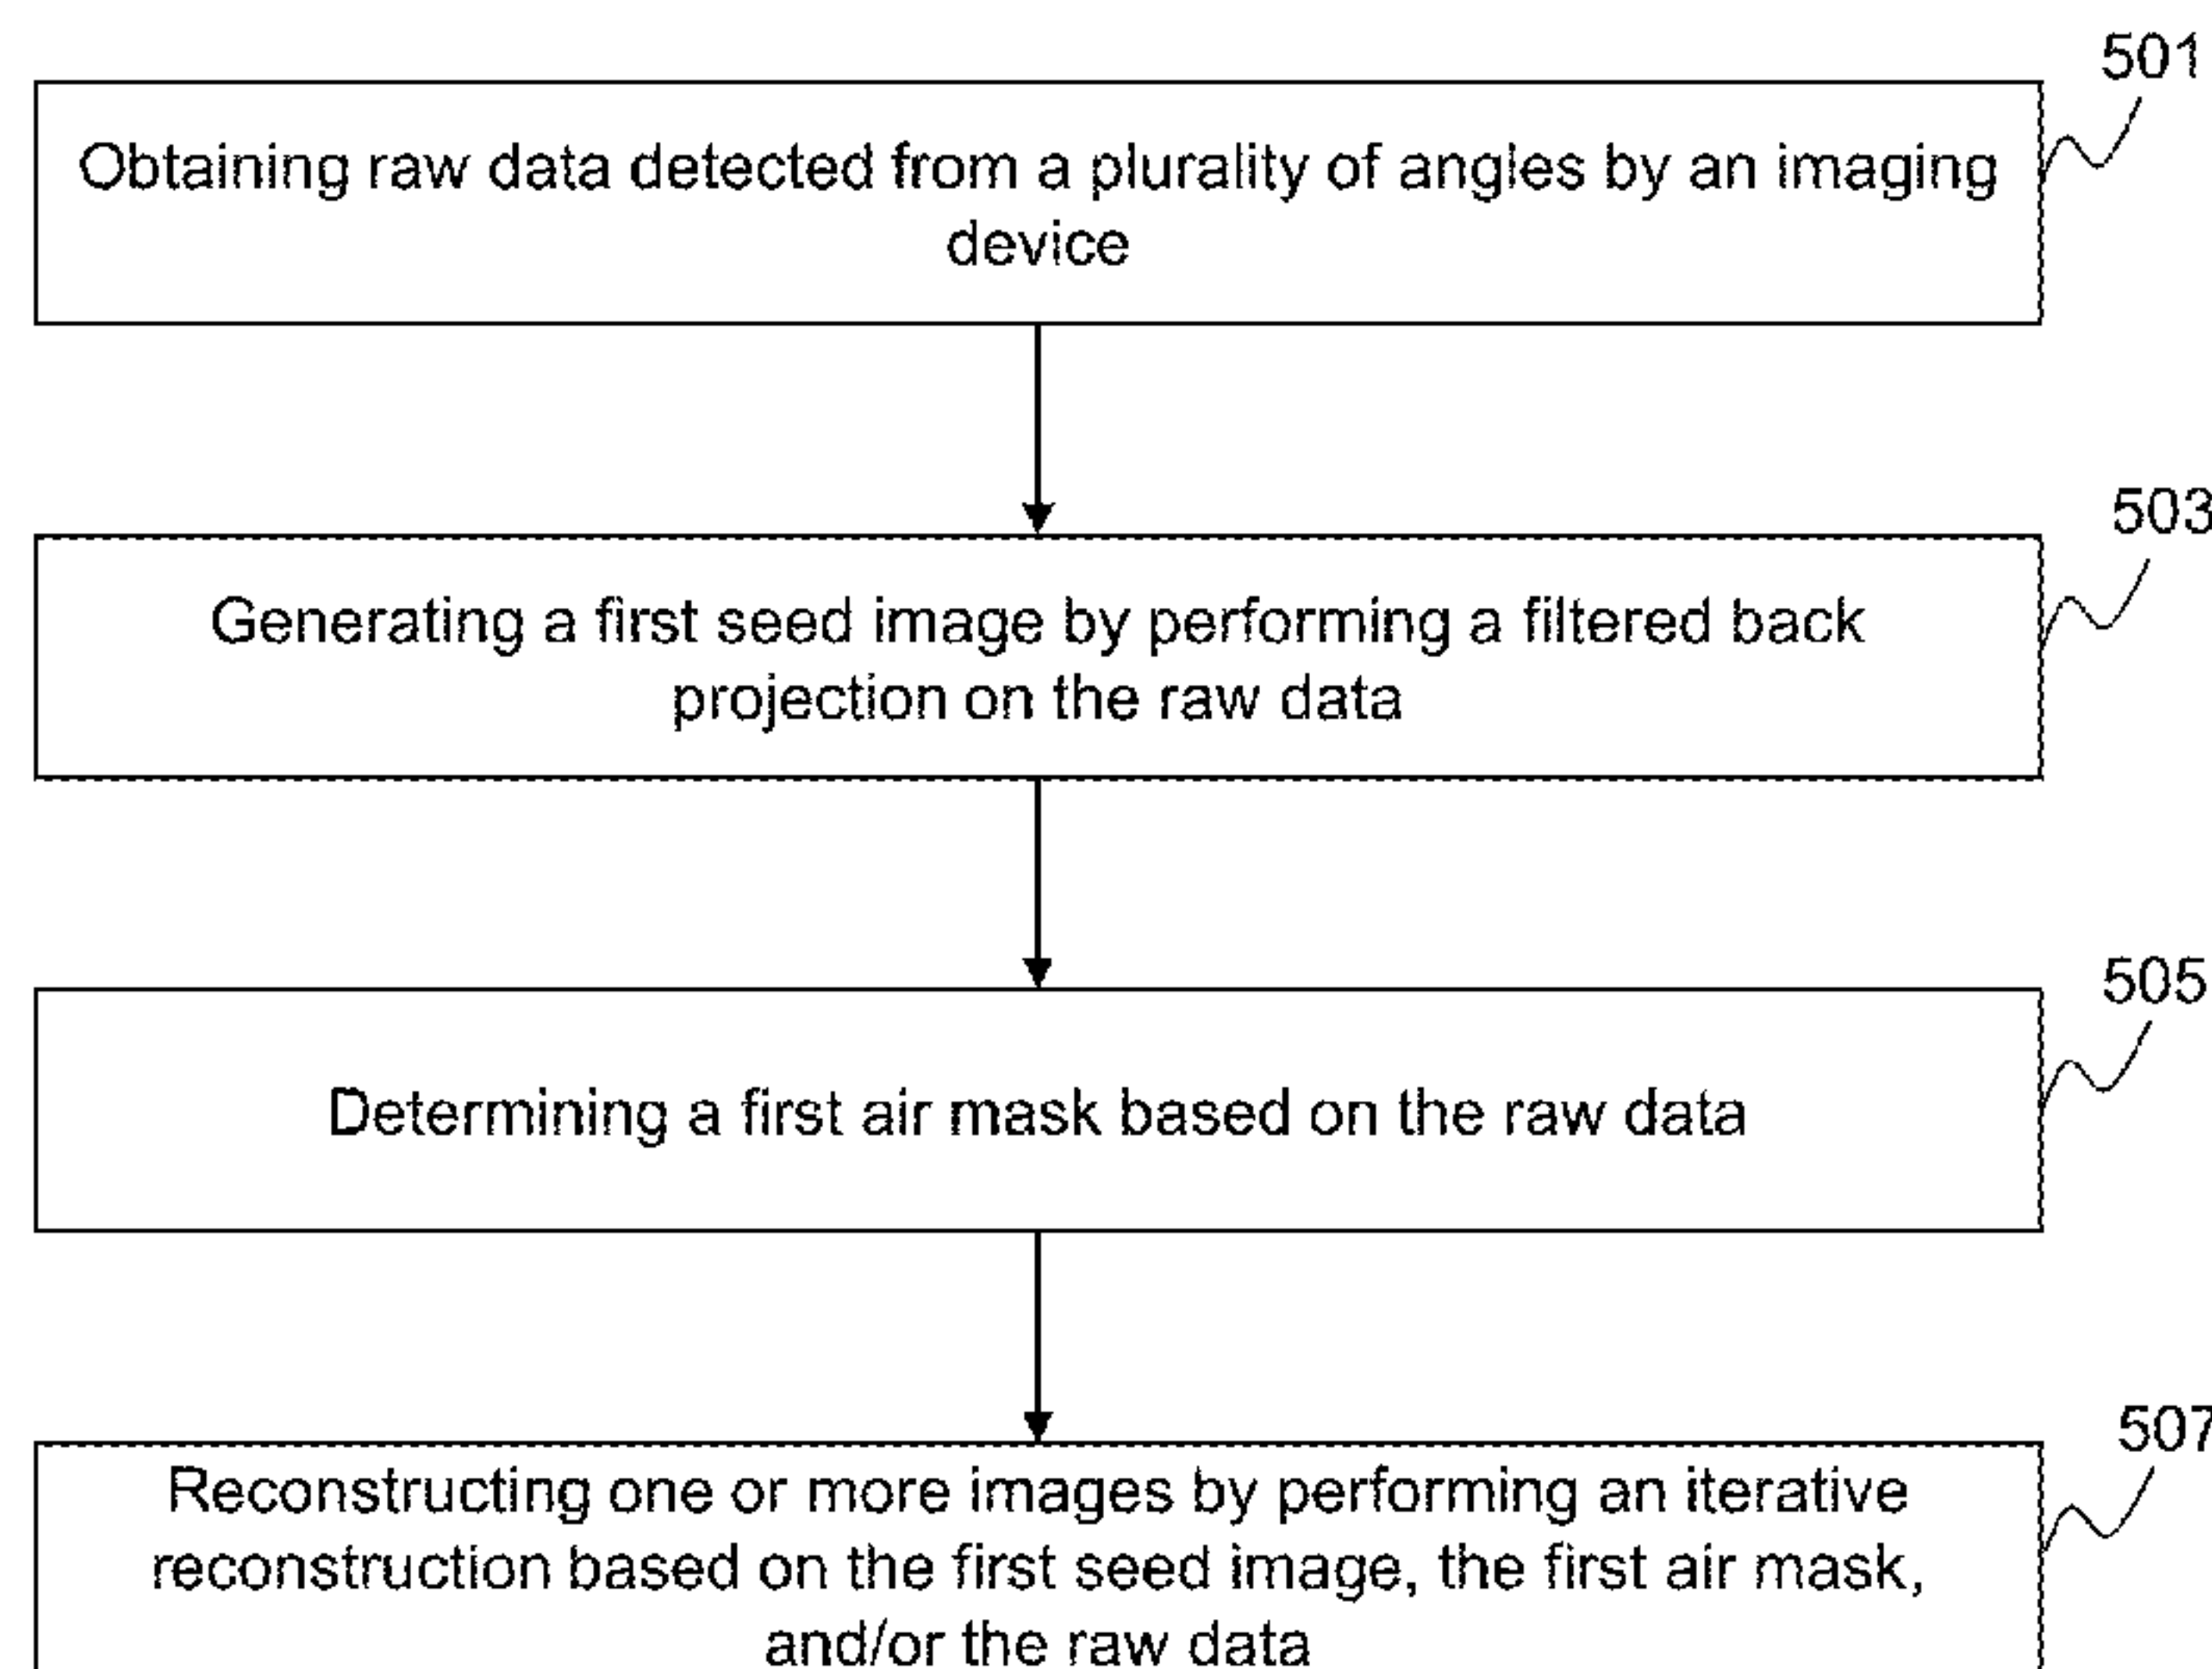 501
Obtaining raw data detected from a plurality of angles by an imaging
device
503
Generating a first seed image by performing a filtered back
projection on the raw data
505
Determining a first air mask based on the raw data
507
Reconstructing one or more images by performing an iterative
reconstruction based on the first seed image, the first air mask,
and/or the raw data